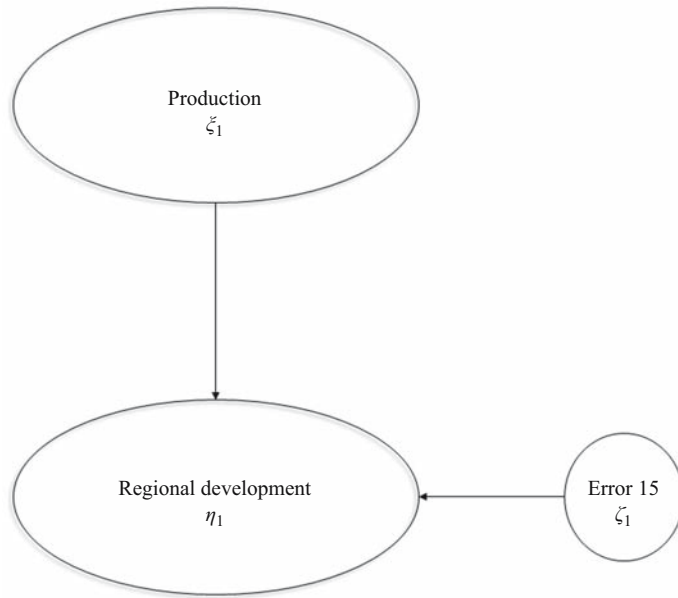 Production
ξ₁
Regional development
η₁
Error 15
ζ₁